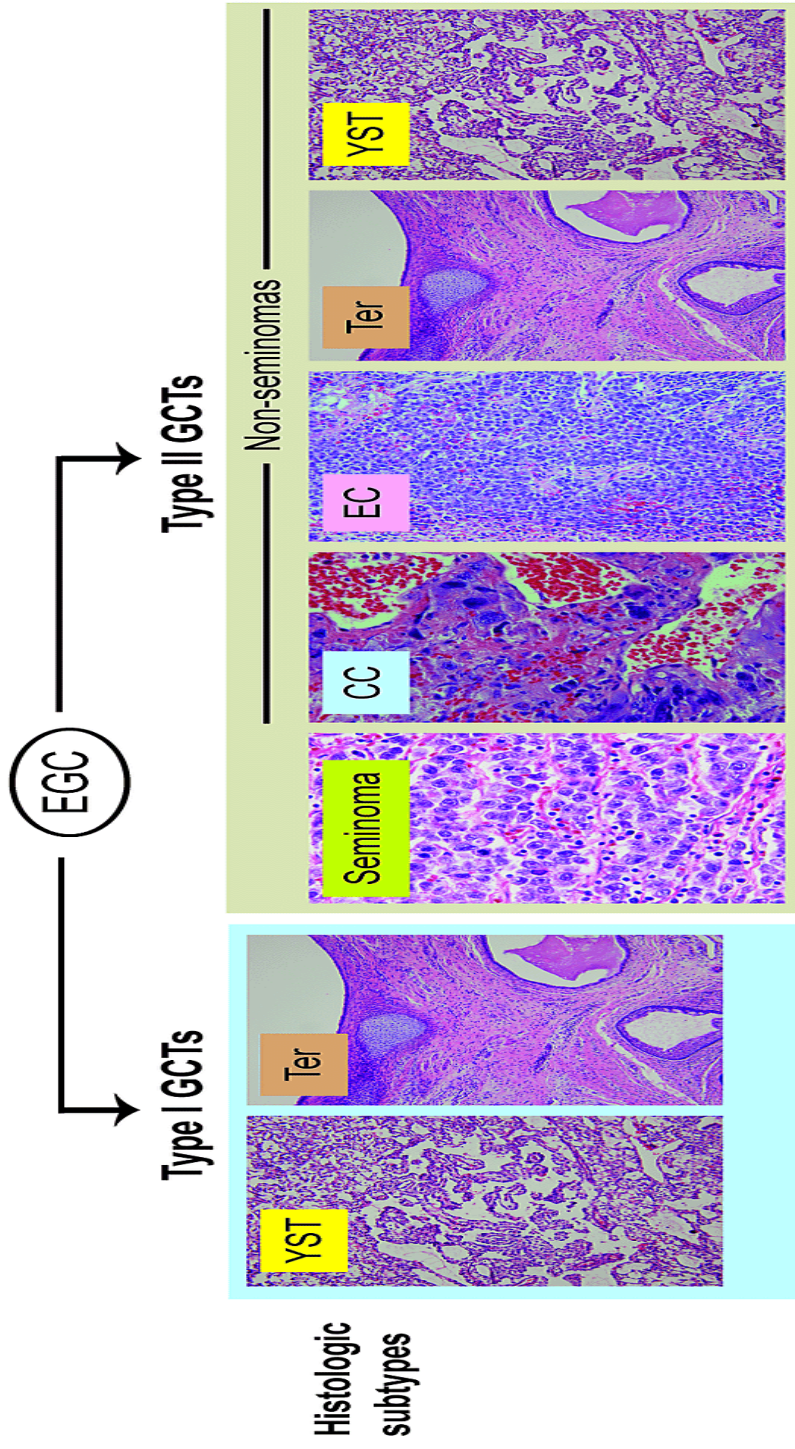 EGC
Type I GCTs
Type II GCTs
Non-seminomas
Histologic
subtypes
YST
Ter
Seminoma
CC
EC
Ter
YST